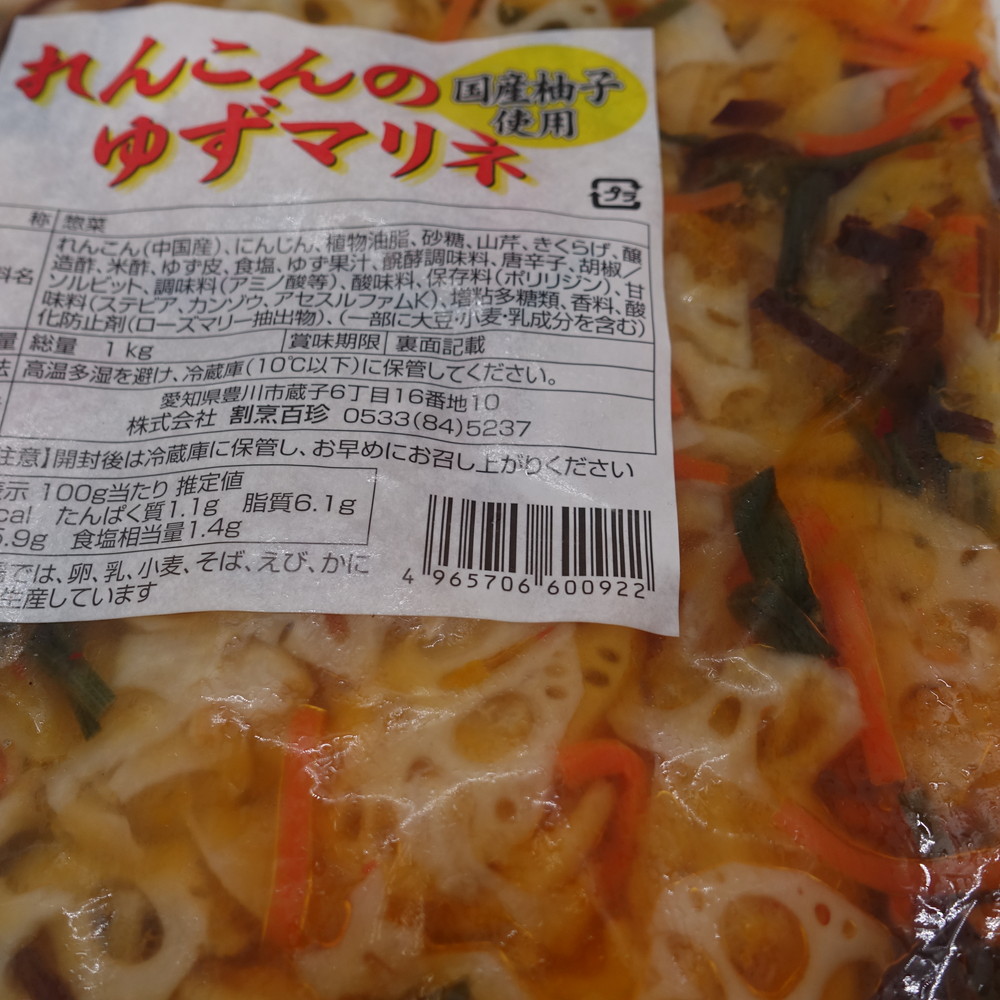 れんこんの
ゆずマリネ
国産柚子
使用
プラ
称 惣菜
料名 れんこん(中国産)、にんじん、植物油脂、砂糖、山芹、きくらげ、醸
造酢、米酢、ゆず皮、食塩、ゆず果汁、醗酵調味料、唐辛子、胡椒／
ソルビット、調味料(アミノ酸等)、酸味料、保存料(ポリリジン)、甘
味料(ステビア、カンゾウ、アセスルファムK)、増粘多糖類、香料、酸
化防止剤(ローズマリー抽出物)、(一部に大豆・小麦・乳成分を含む)
量 総量 1kg 賞味期限 裏面記載
法 高温多湿を避け、冷蔵庫(10℃以下)に保管してください。
愛知県豊川市蔵子6丁目16番地10
株式会社 割烹百珍 0533(84)5237
注意】開封後は冷蔵庫に保管し、お早めにお召し上がりください
表示 100g当たり 推定値
cal たんぱく質1.1g 脂質6.1g
5.9g 食塩相当量1.4g
では、卵、乳、小麦、そば、えび、かに
生産しています
4 965706 600922